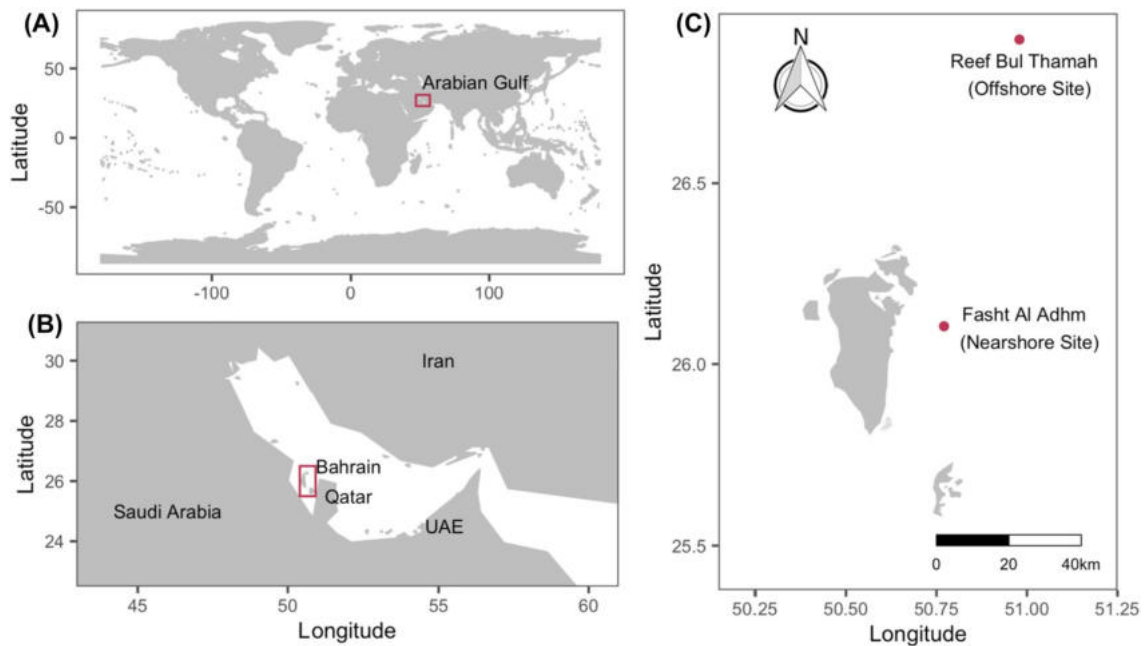 (A)
Arabian Gulf
50
0
-50
Latitude
-100
0
100
(B)
Iran
Bahrain
Qatar
Saudi Arabia
UAE
30
28
26
24
Latitude
45
50
55
60
Longitude
(C)
N
Reef Bul Thamah
(Offshore Site)
Fasht Al Adhm
(Nearshore Site)
26.5
26.0
25.5
Latitude
0
20
40km
50.25
50.50
50.75
51.00
51.25
Longitude